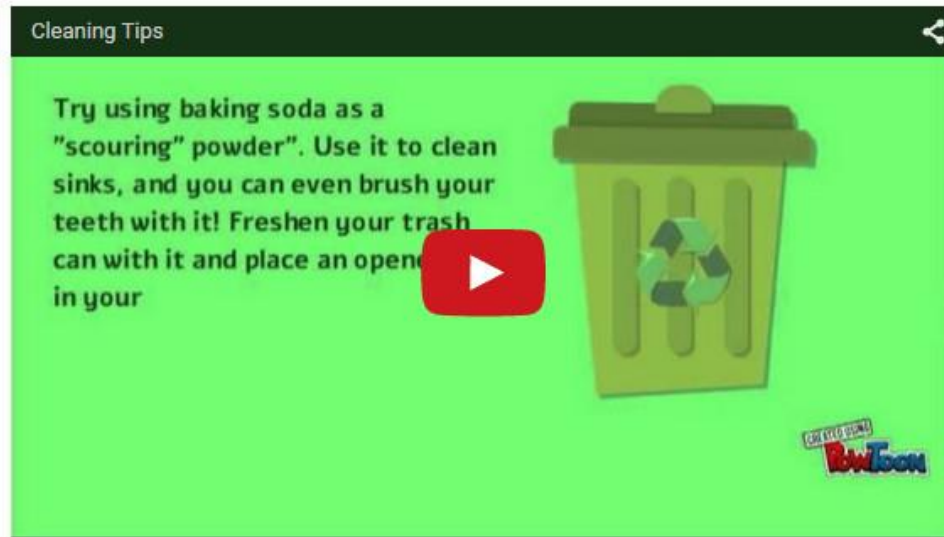 Cleaning Tips
Try using baking soda as a
"scouring" powder". Use it to clean
sinks, and you can even brush your
teeth with it! Freshen your trash
can with it and place an
in your
CREATED USING
POWTOON